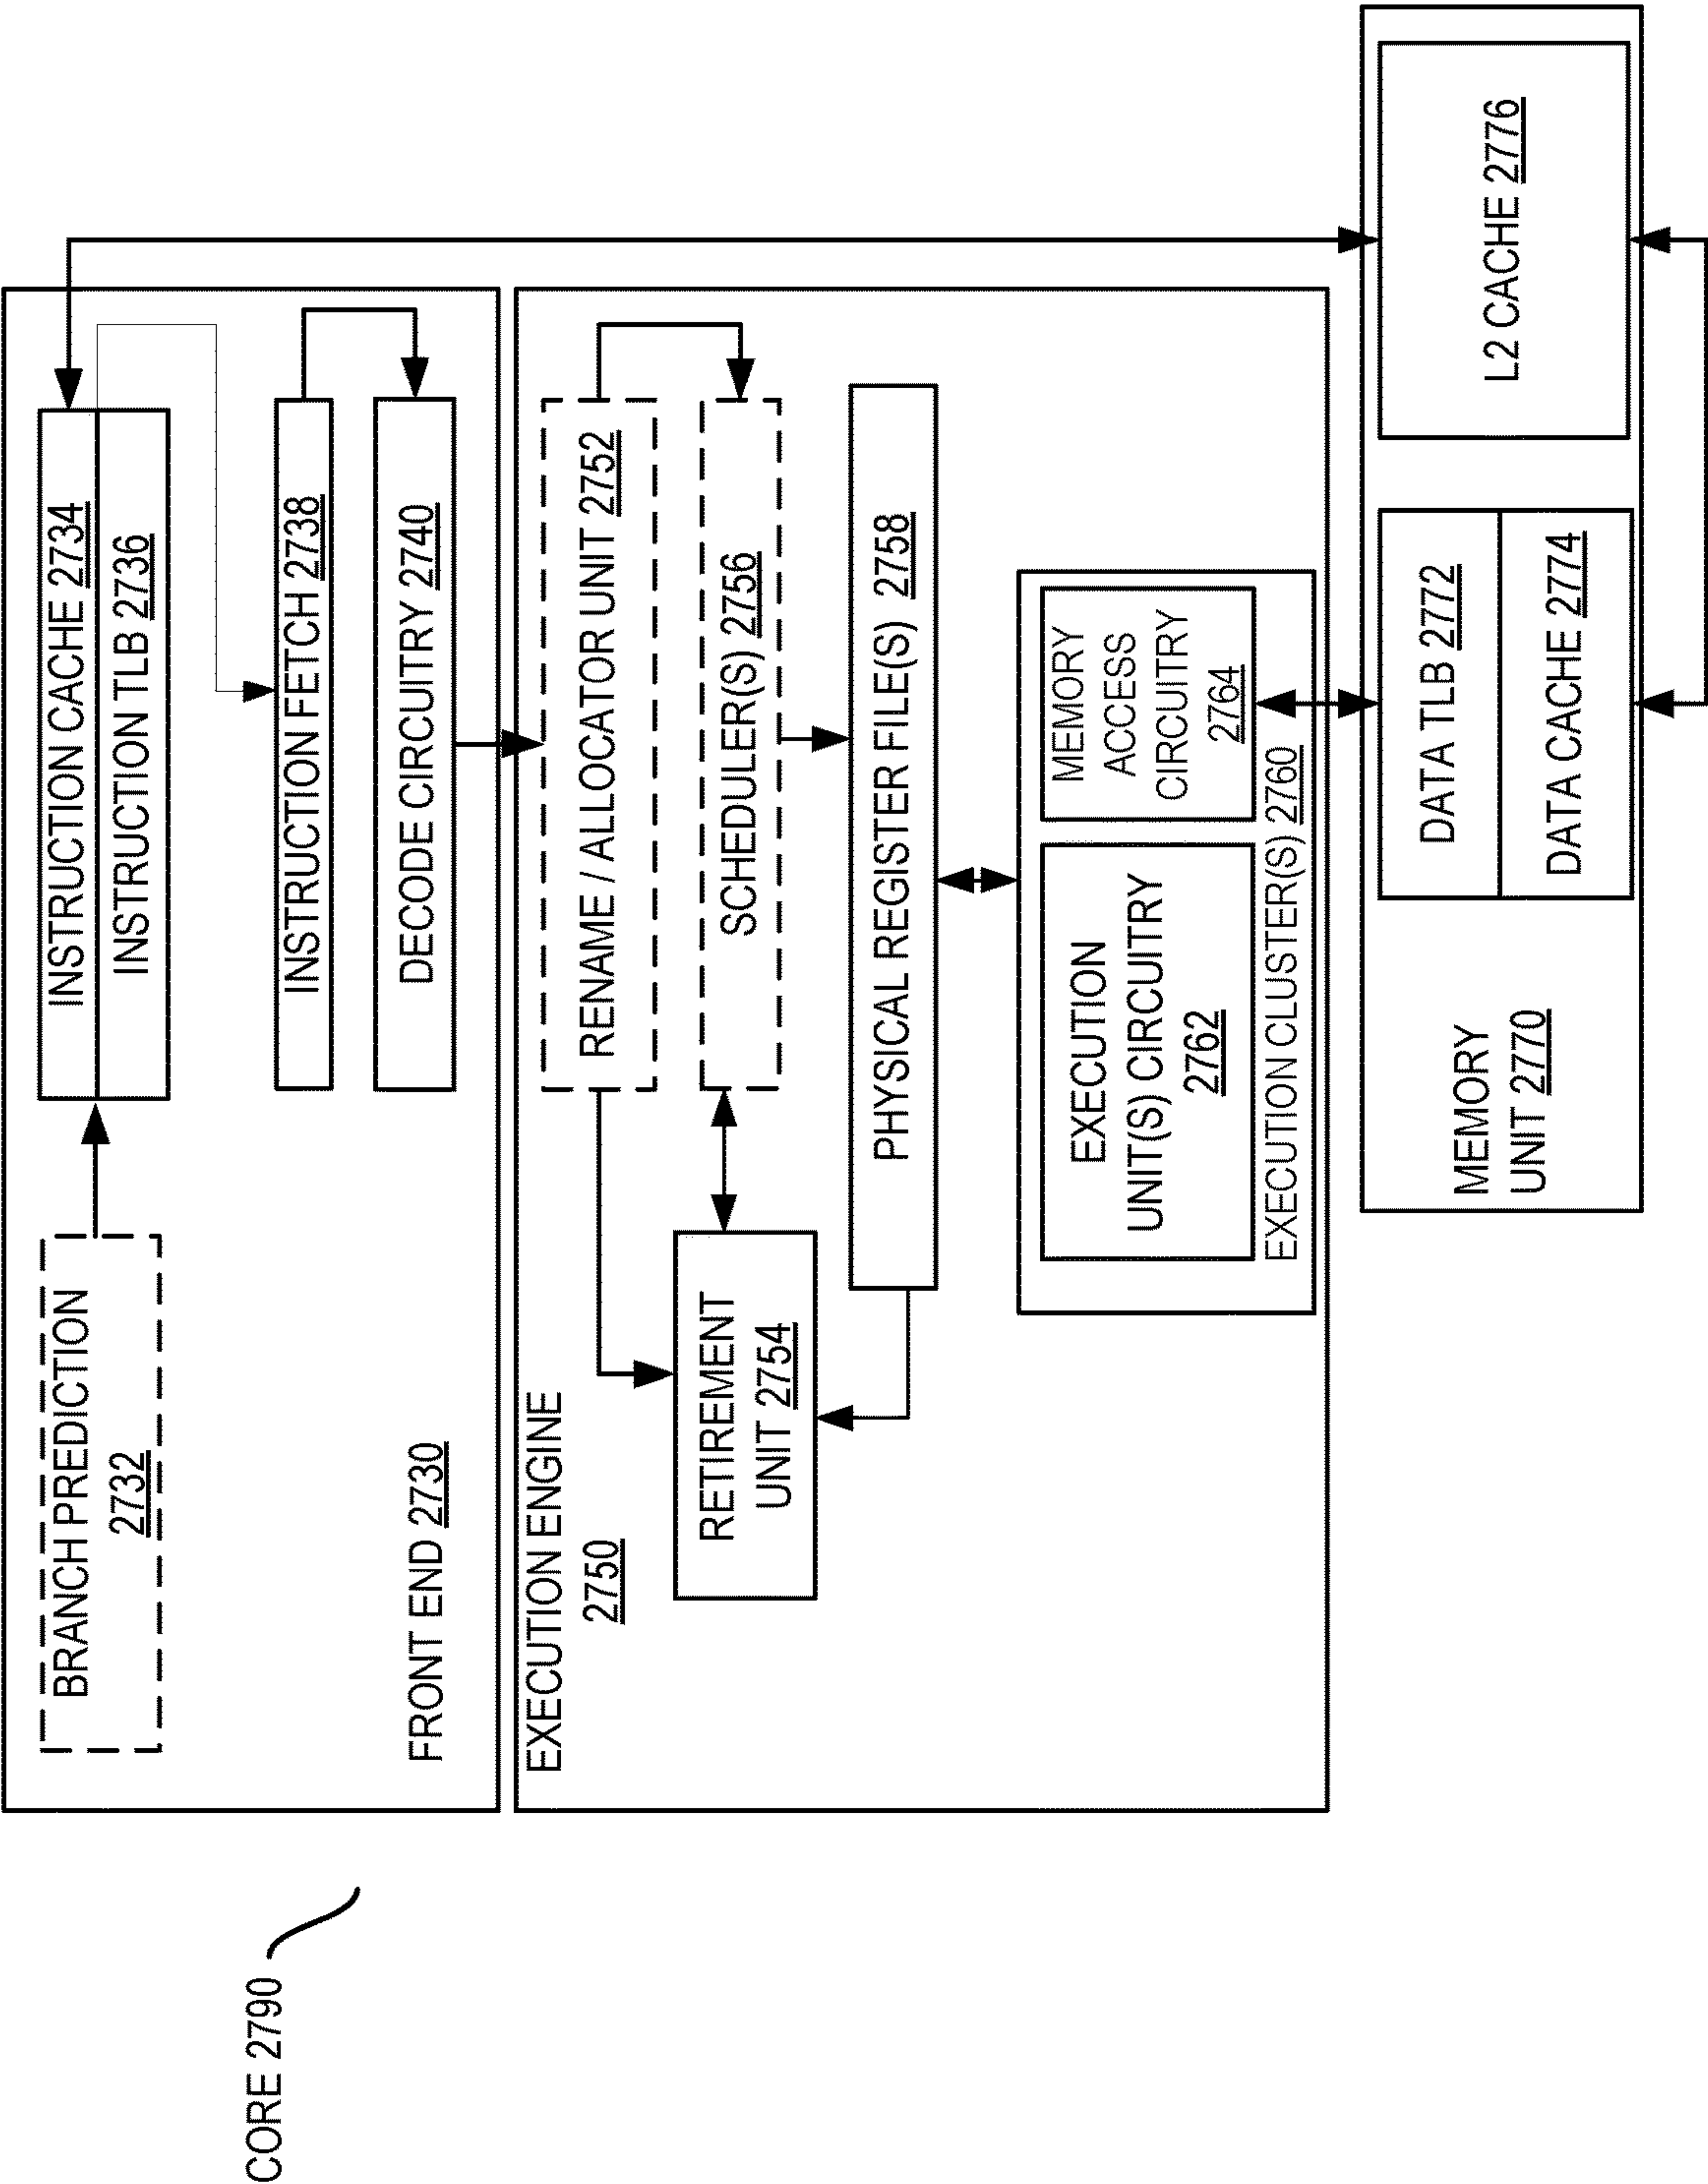 CORE 2790
BRANCH PREDICTION
2732
INSTRUCTION CACHE 2734
INSTRUCTION TLB 2736
INSTRUCTION FETCH 2738
DECODE CIRCUITRY 2740
FRONT END 2730
EXECUTION ENGINE
2750
RENAME / ALLOCATOR UNIT 2752
RETIREMENT
UNIT 2754
SCHEDULER(S) 2756
PHYSICAL REGISTER FILE(S) 2758
EXECUTION
UNIT(S) CIRCUITRY
2762
MEMORY
ACCESS
CIRCUITRY
2764
EXECUTION CLUSTER(S) 2760
MEMORY
UNIT 2770
DATA TLB 2772
DATA CACHE 2774
L2 CACHE 2776